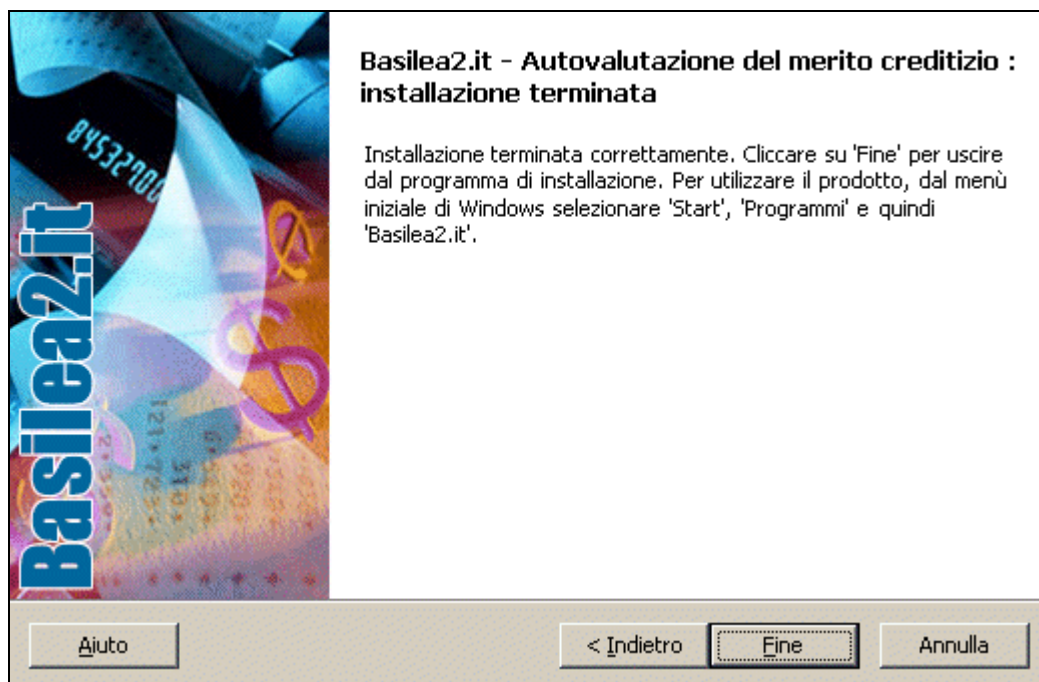 Basilea2.it
84532700
Basilea2.it - Autovalutazione del merito creditizio :
installazione terminata
Installazione terminata correttamente. Cliccare su 'Fine' per uscire
dal programma di installazione. Per utilizzare il prodotto, dal menù
iniziale di Windows selezionare 'Start', 'Programmi' e quindi
'Basilea2.it'.
Aiuto
< Indietro
Fine
Annulla